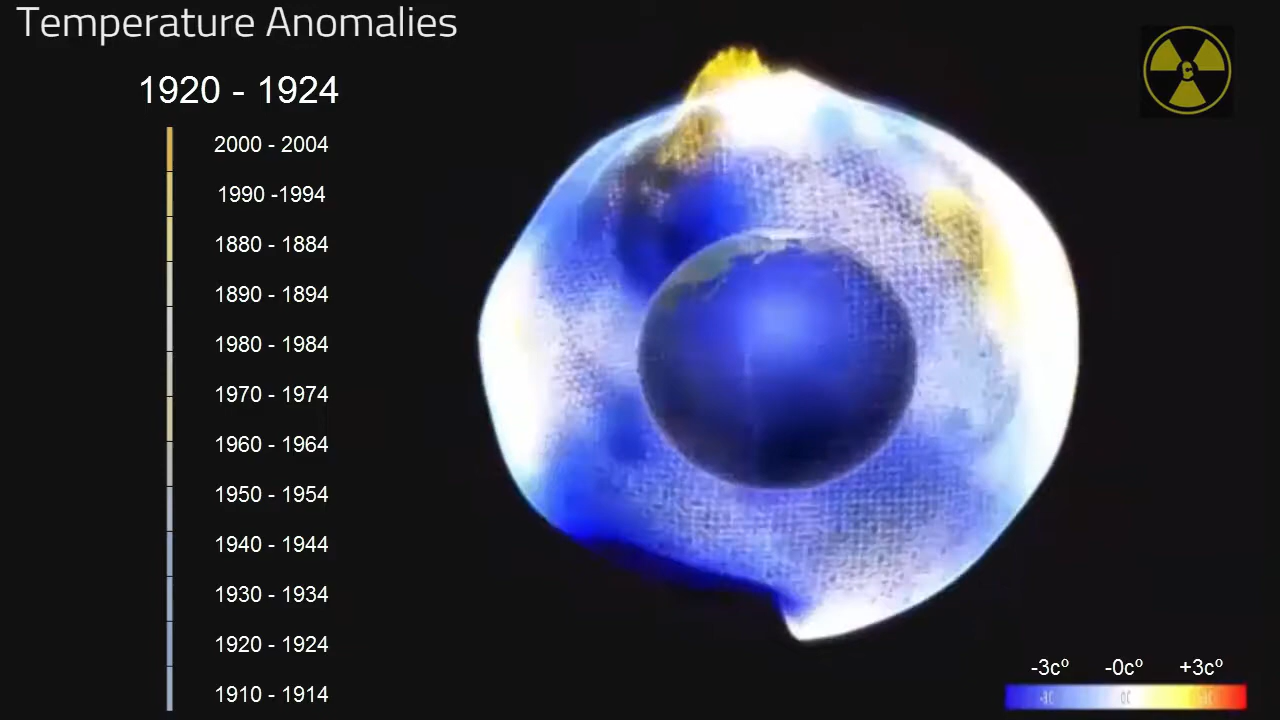 Temperature Anomalies
1920 - 1924
2000 - 2004
1990 -1994
1880 - 1884
1890 - 1894
1980 - 1984
1970 - 1974
1960 - 1964
1950 - 1954
1940 - 1944
1930 - 1934
1920 - 1924
1910 - 1914
-3cº -0cº +3cº